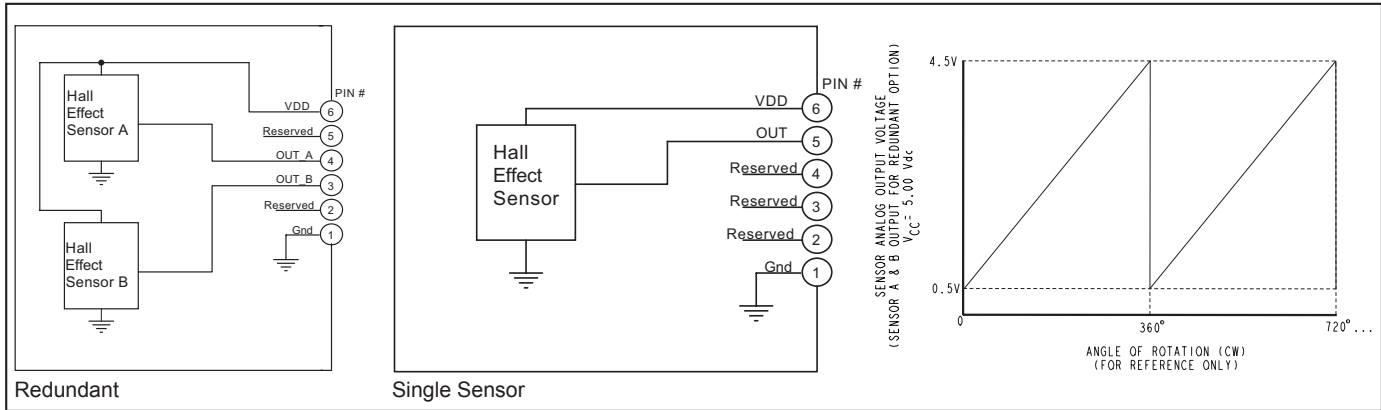 Hall
Effect
Sensor A
Hall
Effect
Sensor B
PIN #
VDD
6
Reserved
5
OUT_A
4
OUT_B
3
Reserved
2
Gnd
1
Redundant
Hall
Effect
Sensor
PIN #
VDD
6
OUT
5
Reserved
4
Reserved
3
Reserved
2
Gnd
1
Single Sensor
SENSOR ANALOG OUTPUT VOLTAGE
(SENSOR A & B OUTPUT FOR REDUNDANT OPTION)
VCC= 5.00 Vdc
4.5V
0.5V
0
360°
720°...
ANGLE OF ROTATION (CW)
(FOR REFERENCE ONLY)